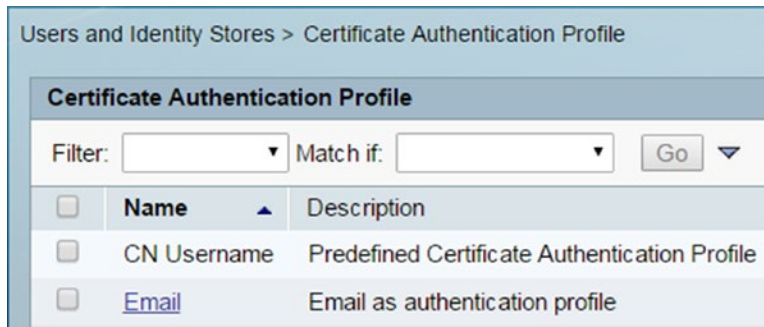 Users and Identity Stores > Certificate Authentication Profile
Certificate Authentication Profile
Filter: Match if: Go
Name Description
CN Username Predefined Certificate Authentication Profile
Email Email as authentication profile